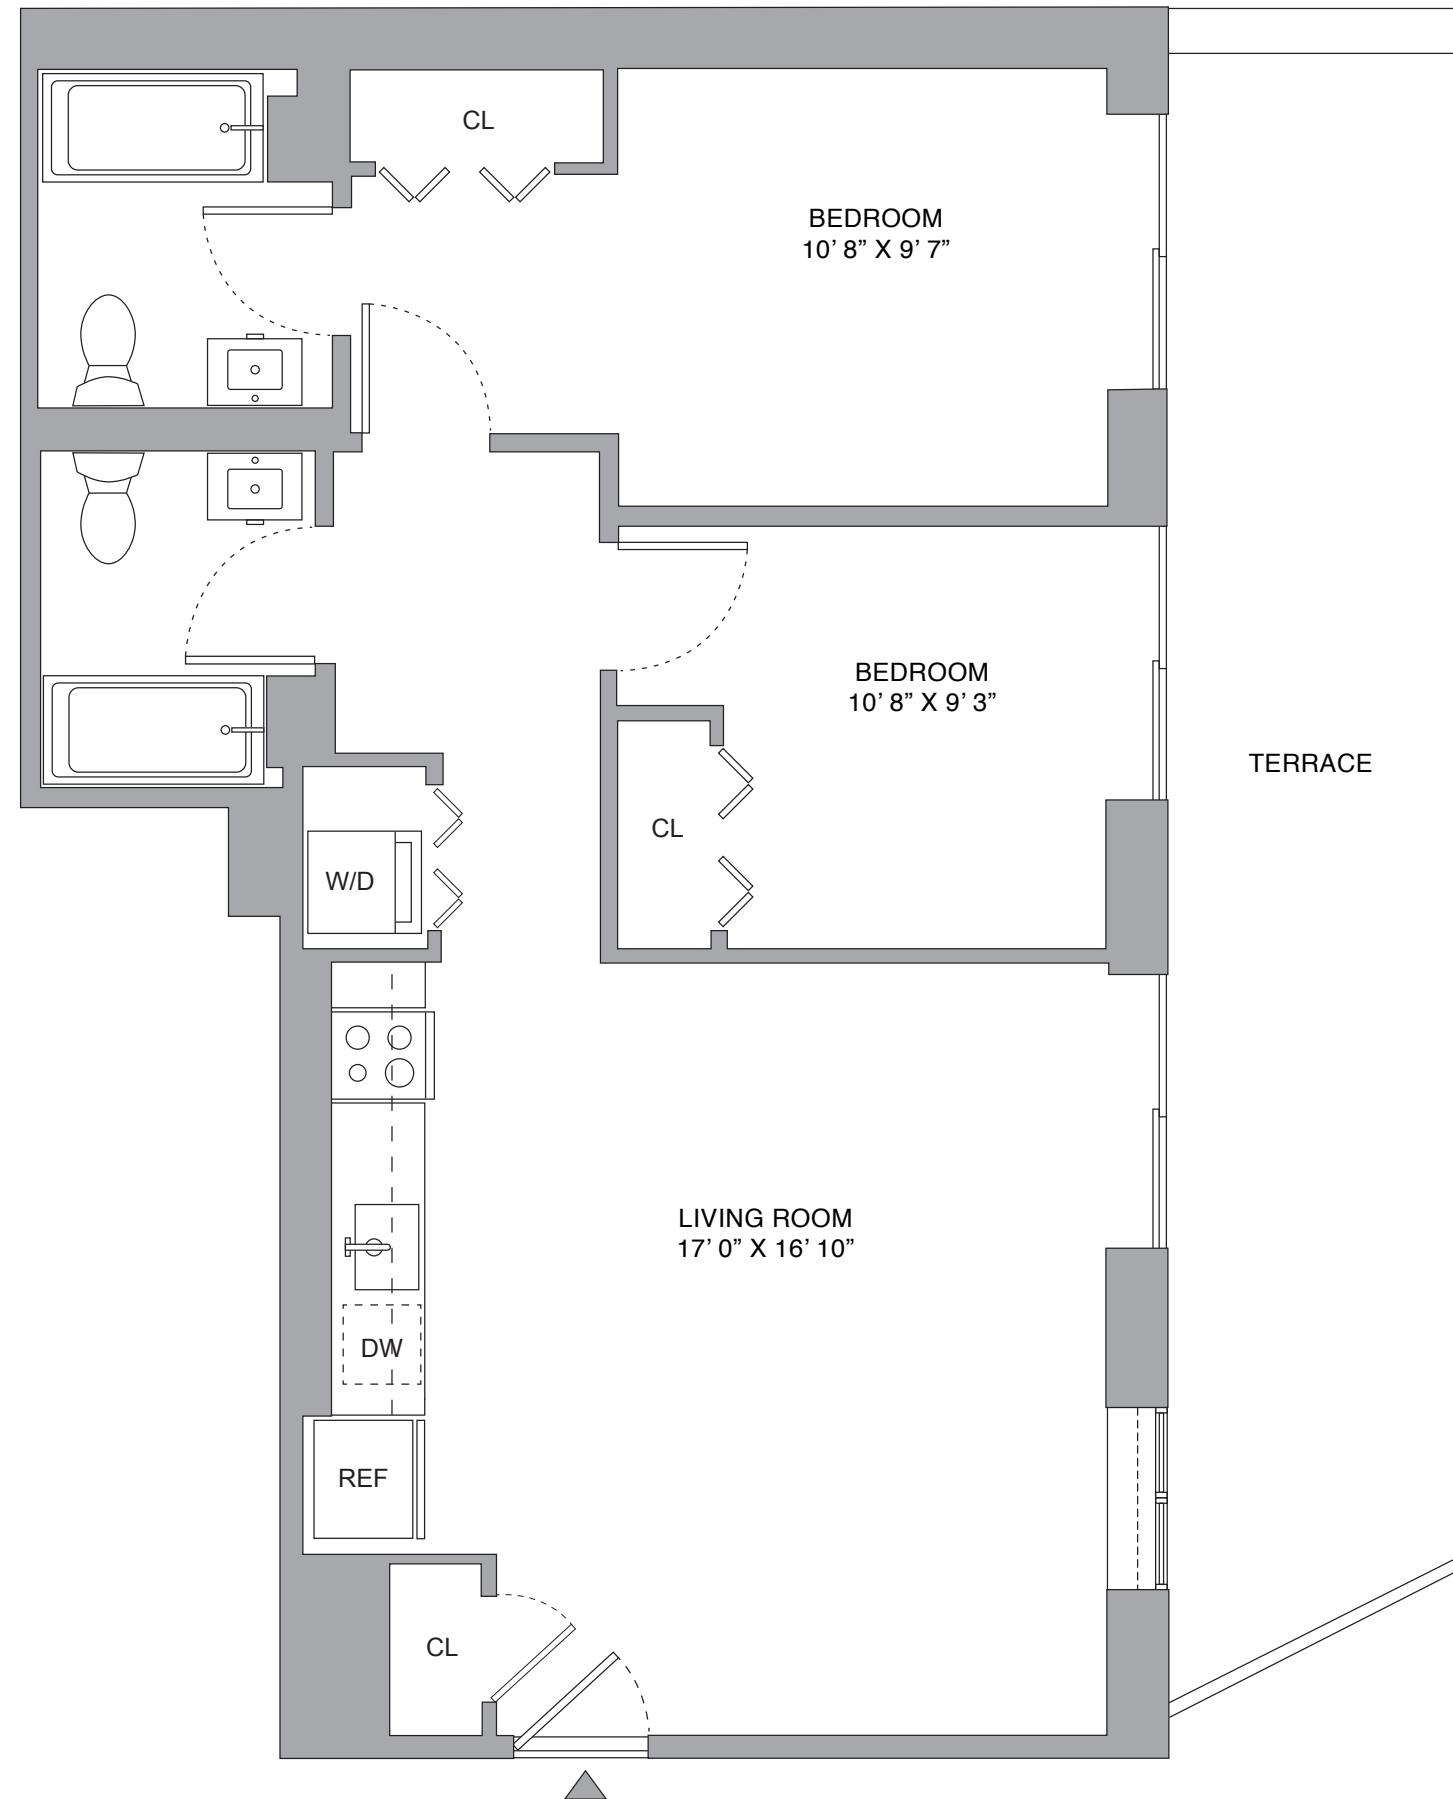 CL
BEDROOM
10’ 8” X 9’ 7”
BEDROOM
10’ 8” X 9’ 3”
TERRACE
CL
W/D
LIVING ROOM
17’ 0” X 16’ 10”
DW
REF
CL